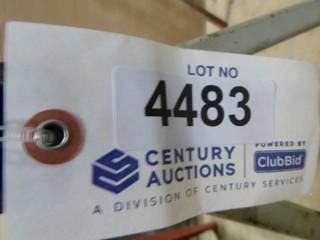 LOT NO
4483
CENTURY
AUCTIONS
POWERED BY
ClubBid
A DIVISION OF CENTURY SERVICES